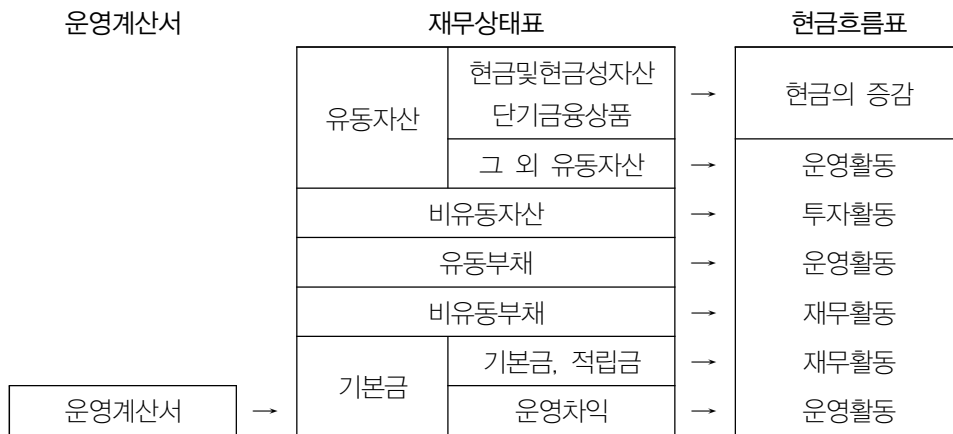 운영계산서 재무상태표 현금흐름표
유동자산 현금및현금성자산 단기금융상품 → 현금의 증감
그 외 유동자산 → 운영활동
비유동자산 → 투자활동
유동부채 → 운영활동
비유동부채 → 재무활동
기본금 기본금, 적립금 → 재무활동
운영계산서 → 운영차익 → 운영활동